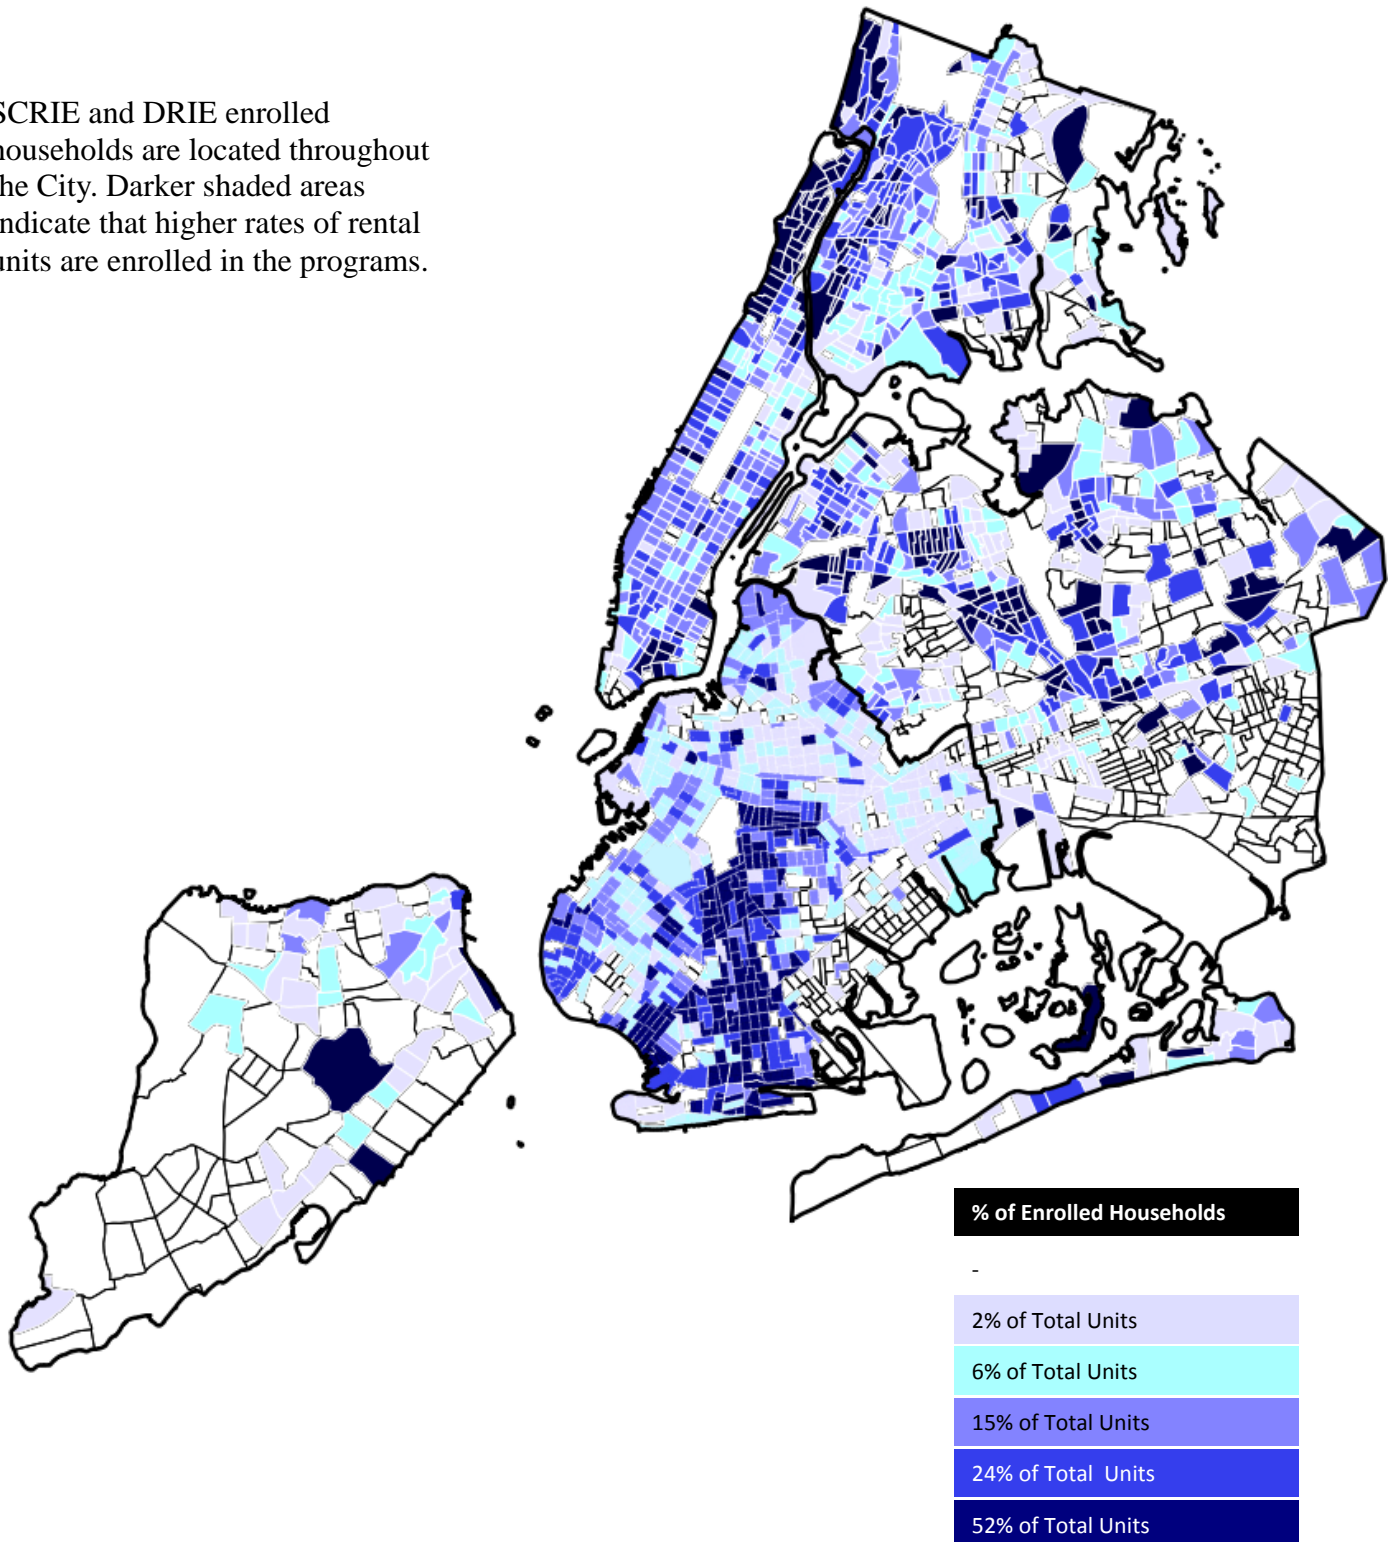 SCRIE and DRIE enrolled
households are located throughout
the City. Darker shaded areas
indicate that higher rates of rental
units are enrolled in the programs.
% of Enrolled Households
-
2% of Total Units
6% of Total Units
15% of Total Units
24% of Total Units
52% of Total Units